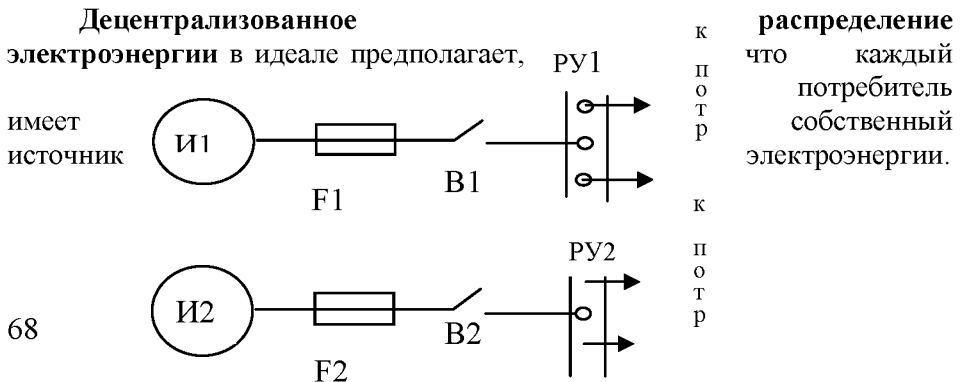 Децентрализованное распределение
электроэнергии в идеале предполагает, что каждый
потребитель
имеет собственный
источник электроэнергии.
РУ1
к потр
И1
F1
В1
РУ2
к потр
И2
F2
В2
68